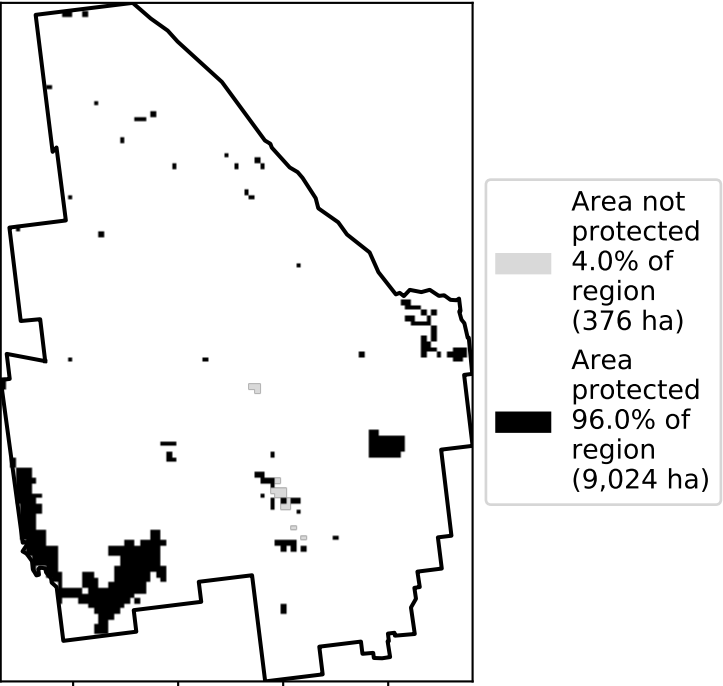 Area not
protected
4.0% of
region
(376 ha)
Area
protected
96.0% of
region
(9,024 ha)